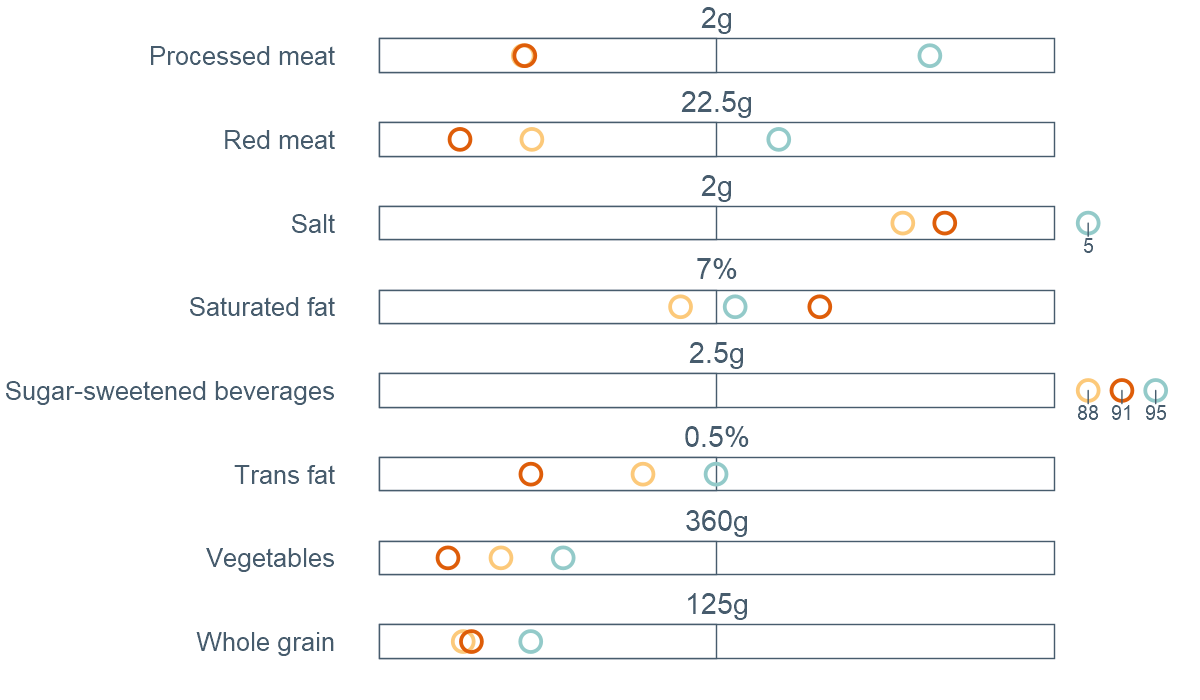 2g
Processed meat
22.5g
Red meat
2g
Salt
5
7%
Saturated fat
2.5g
Sugar-sweetened beverages
88 91 95
0.5%
Trans fat
360g
Vegetables
125g
Whole grain